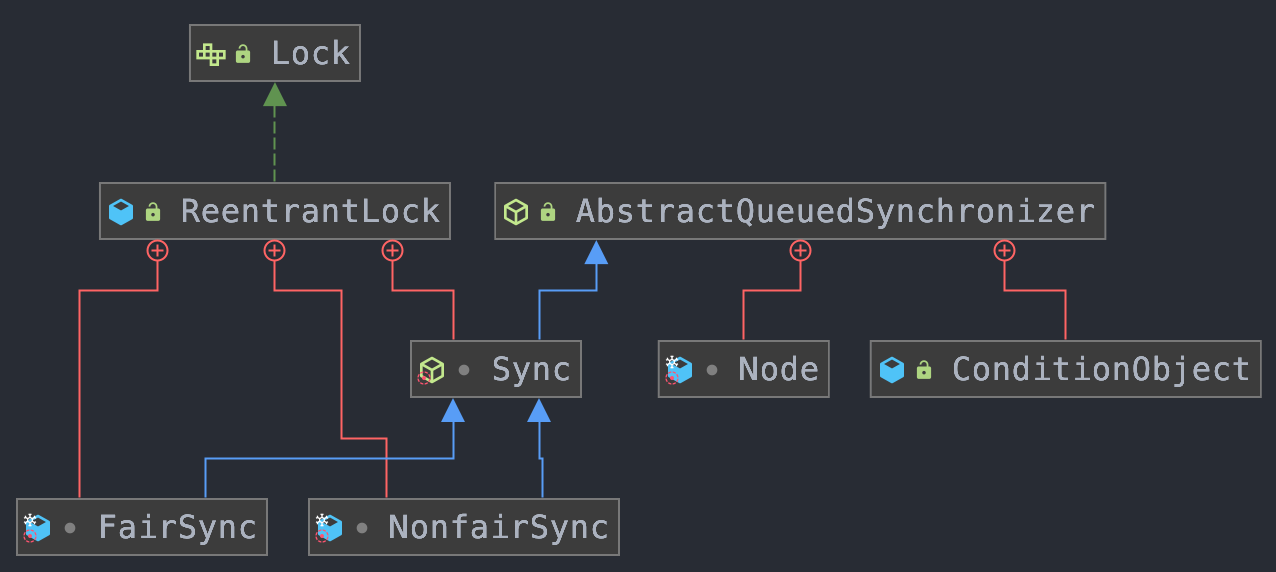 Lock
ReentrantLock
AbstractQueuedSynchronizer
Sync
Node
ConditionObject
FairSync
NonfairSync